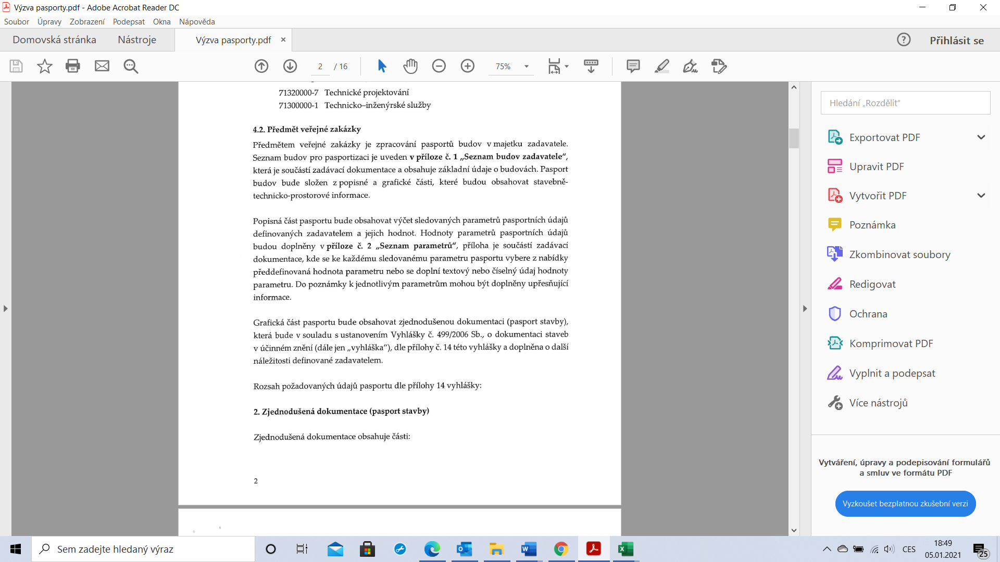 Výzva pasporty.pdf - Adobe Acrobat Reader DC
Soubor Úpravy Zobrazení Podepsat Okna Nápověda
Domovská stránka Nástroje Výzva pasporty.pdf × ? Přihlásit se
2 / 16 75%
71320000-7 Technické projektování
71300000-1 Technicko–inženýrské služby
4.2. Předmět veřejné zakázky
Předmětem veřejné zakázky je zpracování pasportů budov v majetku zadavatele.
Seznam budov pro pasportizaci je uveden v příloze č. 1 „Seznam budov zadavatele“,
která je součástí zadávací dokumentace a obsahuje základní údaje o budovách. Pasport
budov bude složen z popisné a grafické části, které budou obsahovat stavebně-
technicko-prostorové informace.
Popisná část pasportu bude obsahovat výčet sledovaných parametrů pasportních údajů
definovaných zadavatelem a jejich hodnot. Hodnoty parametrů pasportních údajů
budou doplněny v příloze č. 2 „Seznam parametrů“, příloha je součástí zadávací
dokumentace, kde se ke každému sledovanému parametru pasportu vybere z nabídky
předdefinovaná hodnota parametru nebo se doplní textový nebo číselný údaj hodnoty
parametru. Do poznámky k jednotlivým parametrům mohou být doplněny upřesňující
informace.
Grafická část pasportu bude obsahovat zjednodušenou dokumentaci (pasport stavby),
která bude v souladu s ustanovením Vyhlášky č. 499/2006 Sb., o dokumentaci staveb
v účinném znění (dále jen „vyhláška“), dle přílohy č. 14 této vyhlášky a doplněna o další
náležitosti definované zadavatelem.
Rozsah požadovaných údajů pasportu dle přílohy 14 vyhlášky:
2. Zjednodušená dokumentace (pasport stavby)
Zjednodušená dokumentace obsahuje části:
2
Hledání „Rozdělit“
Exportovat PDF
Upravit PDF
Vytvořit PDF
Poznámka
Zkombinovat soubory
Redigovat
Ochrana
Komprimovat PDF
Vyplnit a podepsat
Více nástrojů
Vytváření, úpravy a podepisování formulářů
a smluv ve formátu PDF
Vyzkoušet bezplatnou zkušební verzi
Sem zadejte hledaný výraz
CES
18:49
05.01.2021
25